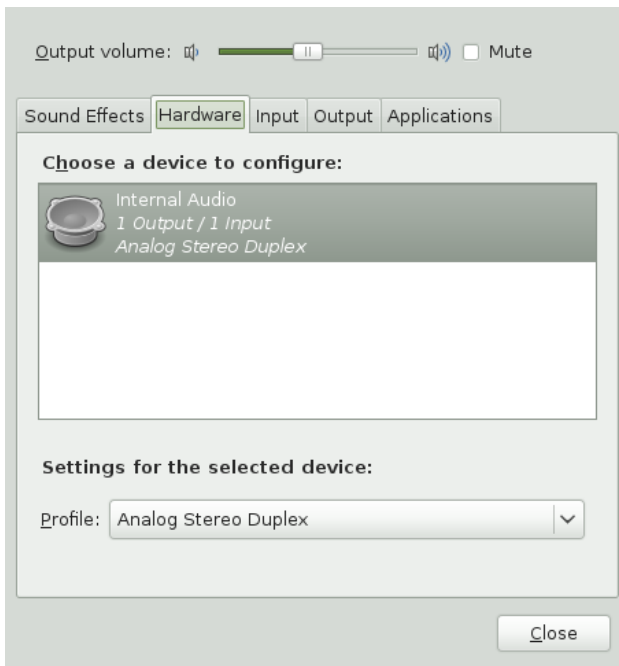 Output volume: Mute
Sound Effects Hardware Input Output Applications
Choose a device to configure:
Internal Audio
1 Output / 1 Input
Analog Stereo Duplex
Settings for the selected device:
Profile: Analog Stereo Duplex
Close